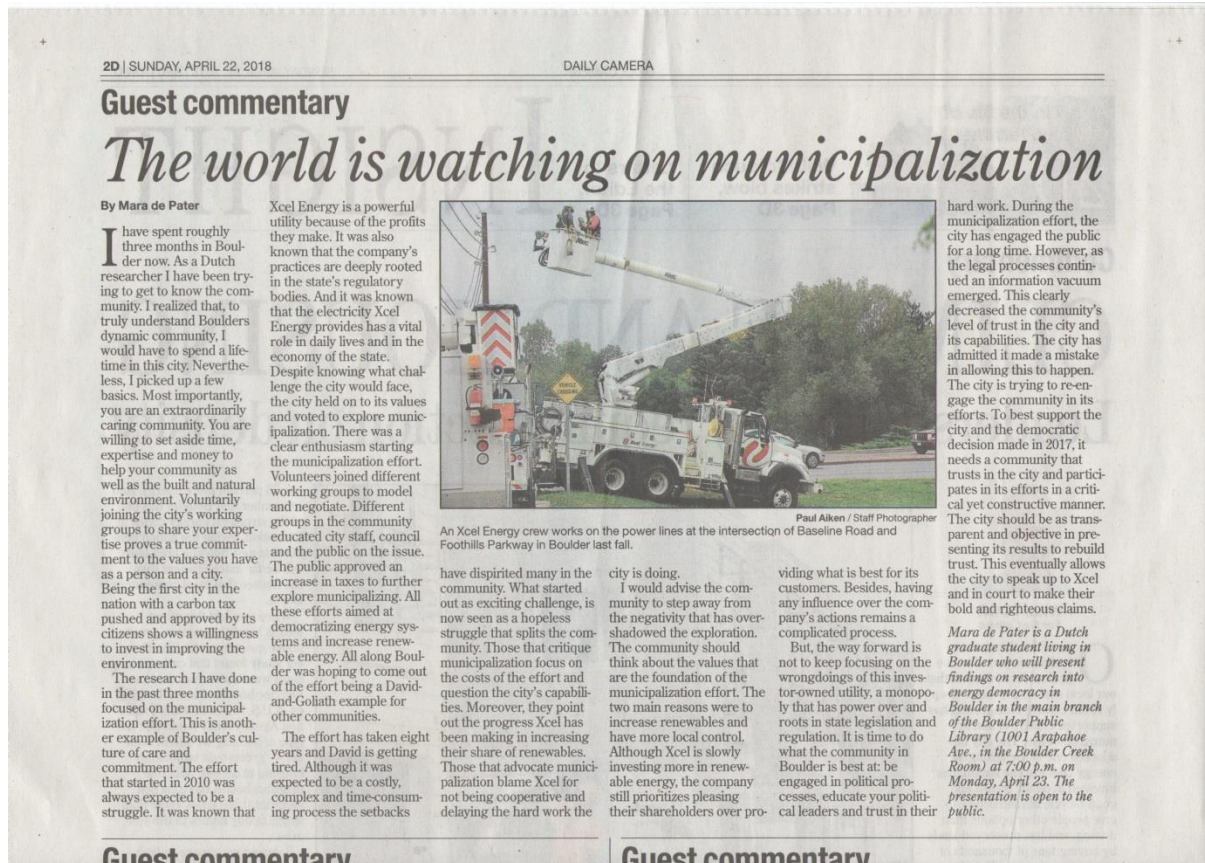 2D | SUNDAY, APRIL 22, 2018
DAILY CAMERA
Guest commentary
The world is watching on municipalization
By Mara de Pater
I have spent roughly
three months in Boul-
der now. As a Dutch
researcher I have been try-
ing to get to know the com-
munity. I realized that, to
truly understand Boulders
dynamic community, I
would have to spend a life-
time in this city. Neverthe-
less, I picked up a few
basics. Most importantly,
you are an extraordinarily
caring community. You are
willing to set aside time,
expertise and money to
help your community as
well as the built and natural
environment. Voluntarily
joining the city's working
groups to share your exper-
tise proves a true commit-
ment to the values you have
as a person and a city.
Being the first city in the
nation with a carbon tax
pushed and approved by its
citizens shows a willingness
to invest in improving the
environment.
The research I have done
in the past three months
focused on the municipal-
ization effort. This is anoth-
er example of Boulder's cul-
ture of care and
commitment. The effort
that started in 2010 was
always expected to be a
struggle. It was known that
Xcel Energy is a powerful
utility because of the profits
they make. It was also
known that the company's
practices are deeply rooted
in the state's regulatory
bodies. And it was known
that the electricity Xcel
Energy provides has a vital
role in daily lives and in the
economy of the state.
Despite knowing what chal-
lenge the city would face,
the city held on to its values
and voted to explore munic-
ipalization. There was a
clear enthusiasm starting
the municipalization effort.
Volunteers joined different
working groups to model
and negotiate. Different
groups in the community
educated city staff, council
and the public on the issue.
The public approved an
increase in taxes to further
explore municipalizing. All
these efforts aimed at
democratizing energy sys-
tems and increase renew-
able energy. All along Boul-
der was hoping to come out
of the effort being a David-
and-Goliath example for
other communities.
The effort has taken eight
years and David is getting
tired. Although it was
expected to be a costly,
complex and time-consum-
ing process the setbacks
VEHICLE
CROSSING
Xcel Energy
Paul Aiken / Staff Photographer
An Xcel Energy crew works on the power lines at the intersection of Baseline Road and
Foothills Parkway in Boulder last fall.
have dispirited many in the
community. What started
out as exciting challenge, is
now seen as a hopeless
struggle that splits the com-
munity. Those that critique
municipalization focus on
the costs of the effort and
question the city's capabili-
ties. Moreover, they point
out the progress Xcel has
been making in increasing
their share of renewables.
Those that advocate munici-
palization blame Xcel for
not being cooperative and
delaying the hard work the
city is doing.
I would advise the com-
munity to step away from
the negativity that has over-
shadowed the exploration.
The community should
think about the values that
are the foundation of the
municipalization effort. The
two main reasons were to
increase renewables and
have more local control.
Although Xcel is slowly
investing more in renew-
able energy, the company
still prioritizes pleasing
their shareholders over pro-
viding what is best for its
customers. Besides, having
any influence over the com-
pany's actions remains a
complicated process.
But, the way forward is
not to keep focusing on the
wrongdoings of this inves-
tor-owned utility, a monopo-
ly that has power over and
roots in state legislation and
regulation. It is time to do
what the community in
Boulder is best at: be
engaged in political pro-
cesses, educate your politi-
cal leaders and trust in their
hard work. During the
municipalization effort, the
city has engaged the public
for a long time. However, as
the legal processes contin-
ued an information vacuum
emerged. This clearly
decreased the community's
level of trust in the city and
its capabilities. The city has
admitted it made a mistake
in allowing this to happen.
The city is trying to re-en-
gage the community in its
efforts. To best support the
city and the democratic
decision made in 2017, it
needs a community that
trusts in the city and partici-
pates in its efforts in a criti-
cal yet constructive manner.
The city should be as trans-
parent and objective in pre-
senting its results to rebuild
trust. This eventually allows
the city to speak up to Xcel
and in court to make their
bold and righteous claims.
Mara de Pater is a Dutch
graduate student living in
Boulder who will present
findings on research into
energy democracy in
Boulder in the main branch
of the Boulder Public
Library (1001 Arapahoe
Ave., in the Boulder Creek
Room) at 7:00 p.m. on
Monday, April 23. The
presentation is open to the
public.
Guest commentary
Guest commentary